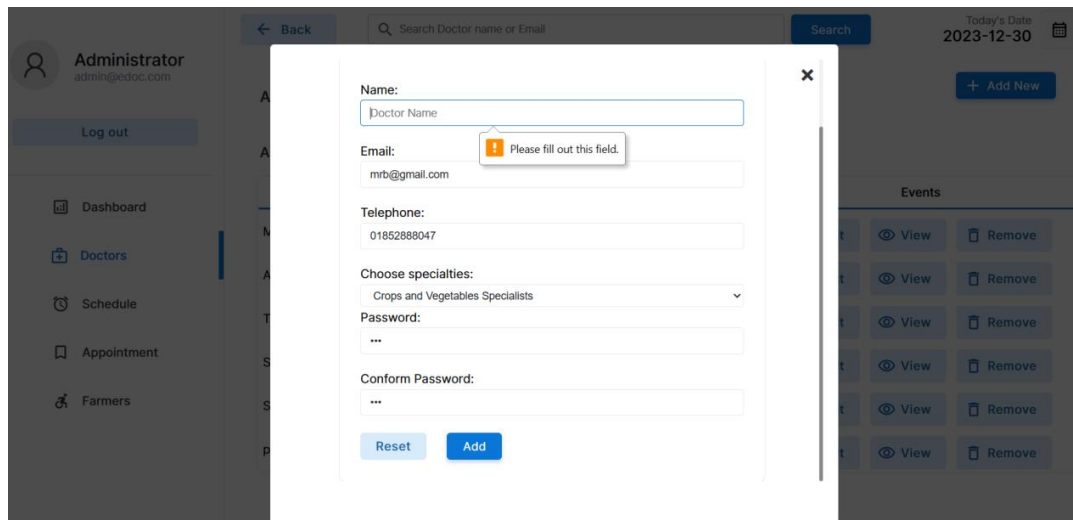 Back
Search Doctor name or Email
Search
Today's Date
2023-12-30
Administrator
admin@edoc.com
Log out
Add New
Name:
Doctor Name
Please fill out this field.
Email:
mrb@gmail.com
Telephone:
01852888047
Choose specialties:
Crops and Vegetables Specialists
Password:
•••
Conform Password:
•••
Reset
Add
Dashboard
Doctors
Schedule
Appointment
Farmers
Events
View Remove
View Remove
View Remove
View Remove
View Remove
View Remove